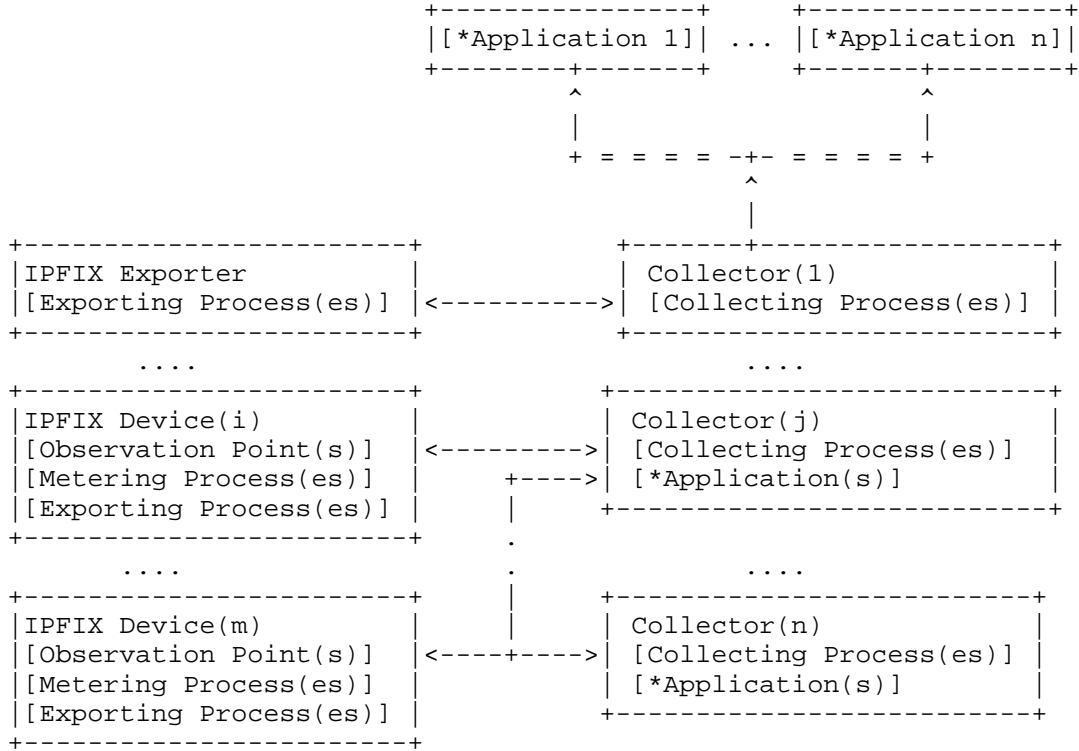 [*Application 1] ... [*Application n]
IPFIX Exporter Collector(1)
[Exporting Process(es)] [Collecting Process(es)]
.... ....
IPFIX Device(i) Collector(j)
[Observation Point(s)] [Collecting Process(es)]
[Metering Process(es)] [*Application(s)]
[Exporting Process(es)]
.... ....
IPFIX Device(m) Collector(n)
[Observation Point(s)] [Collecting Process(es)]
[Metering Process(es)] [*Application(s)]
[Exporting Process(es)]